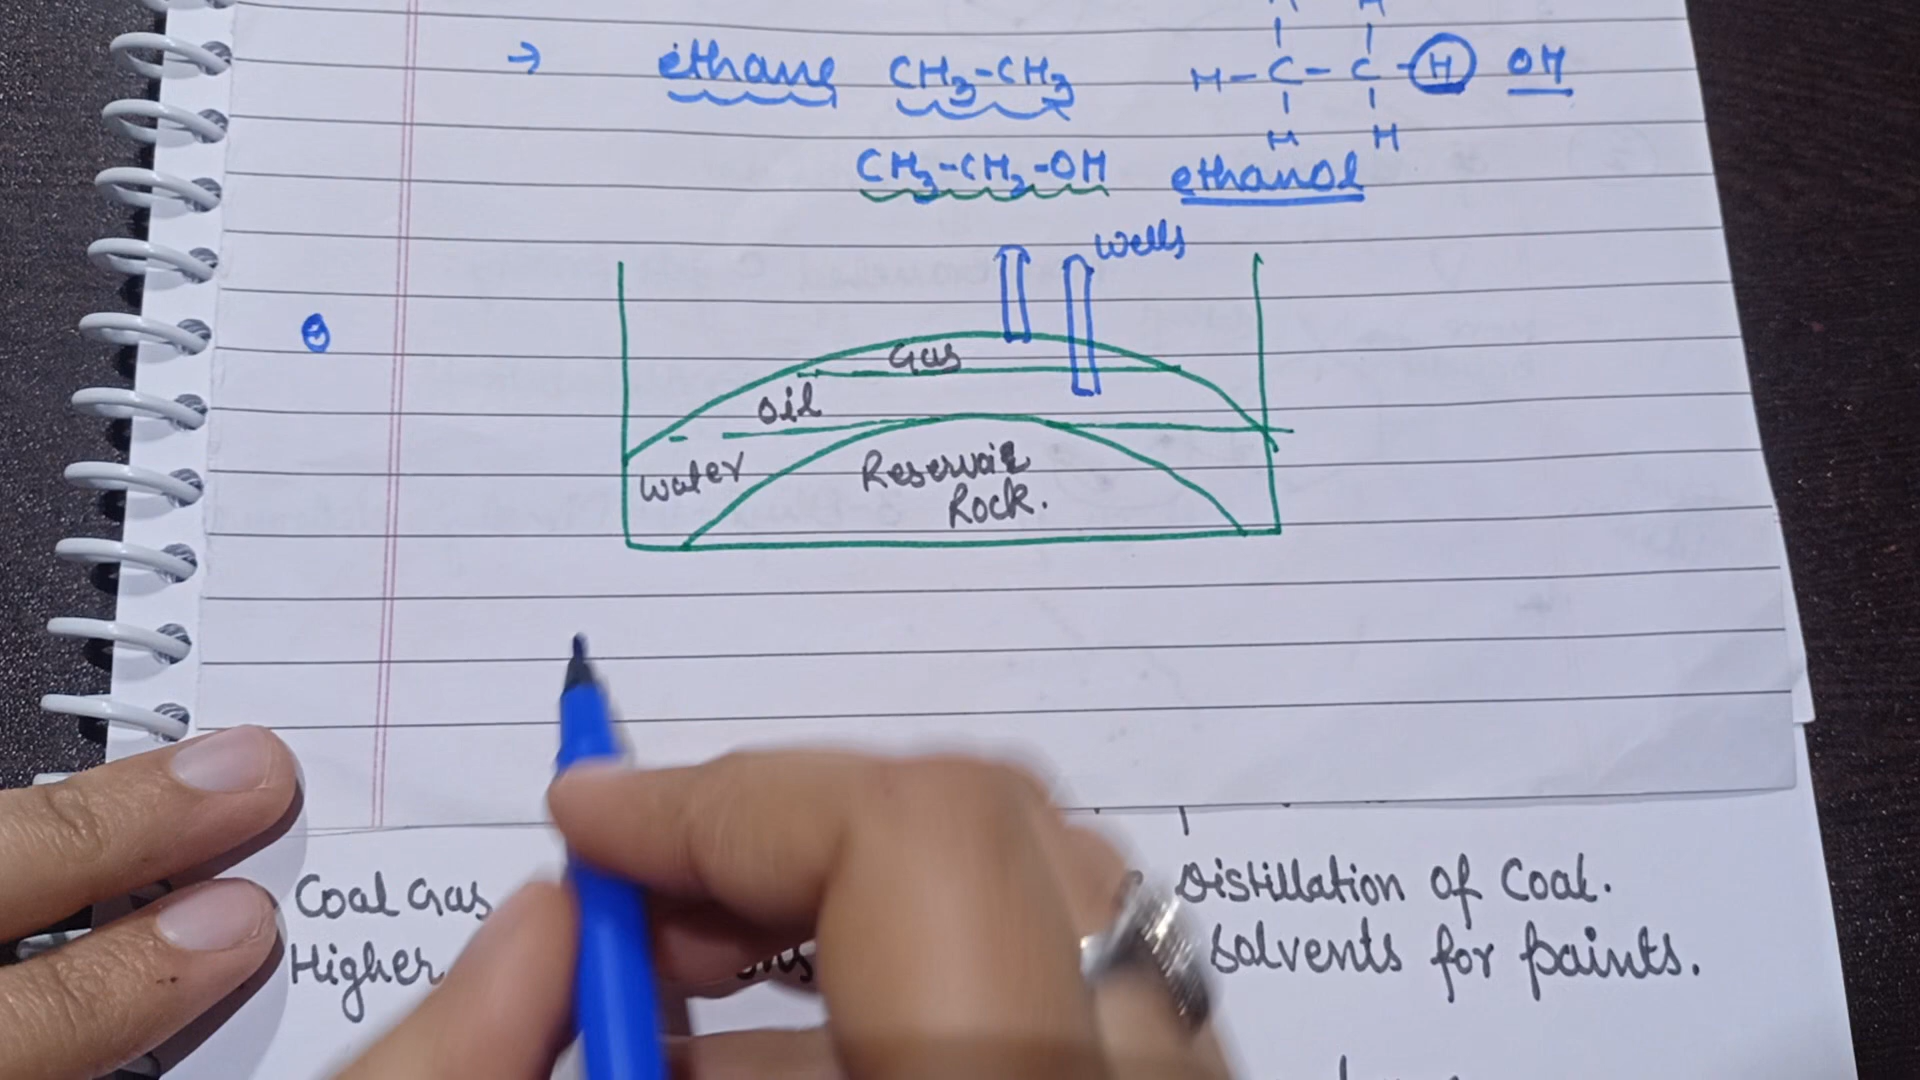 H H
→ ethane CH3-CH3 H-C-C-H OH
H H
CH3-CH2-OH ethanol
wells
Gas
Oil
water
Reservoir
Rock.
Coal Gas Distillation of Coal.
Higher solvents for paints.